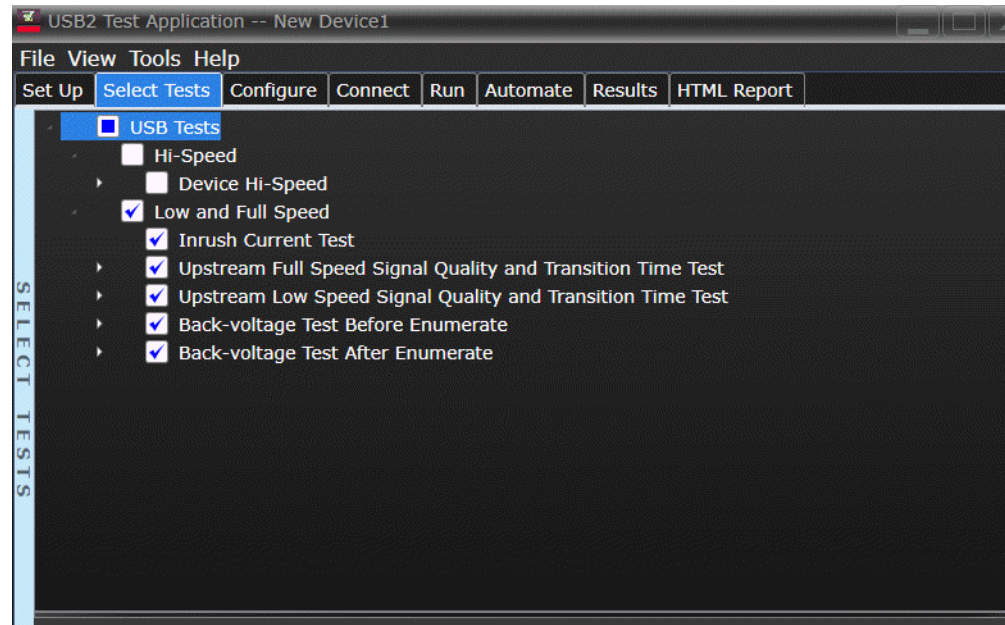 USB2 Test Application -- New Device1
File View Tools Help
Set Up Select Tests Configure Connect Run Automate Results HTML Report
USB Tests
Hi-Speed
Device Hi-Speed
Low and Full Speed
Inrush Current Test
Upstream Full Speed Signal Quality and Transition Time Test
Upstream Low Speed Signal Quality and Transition Time Test
Back-voltage Test Before Enumerate
Back-voltage Test After Enumerate
SELECT TESTS